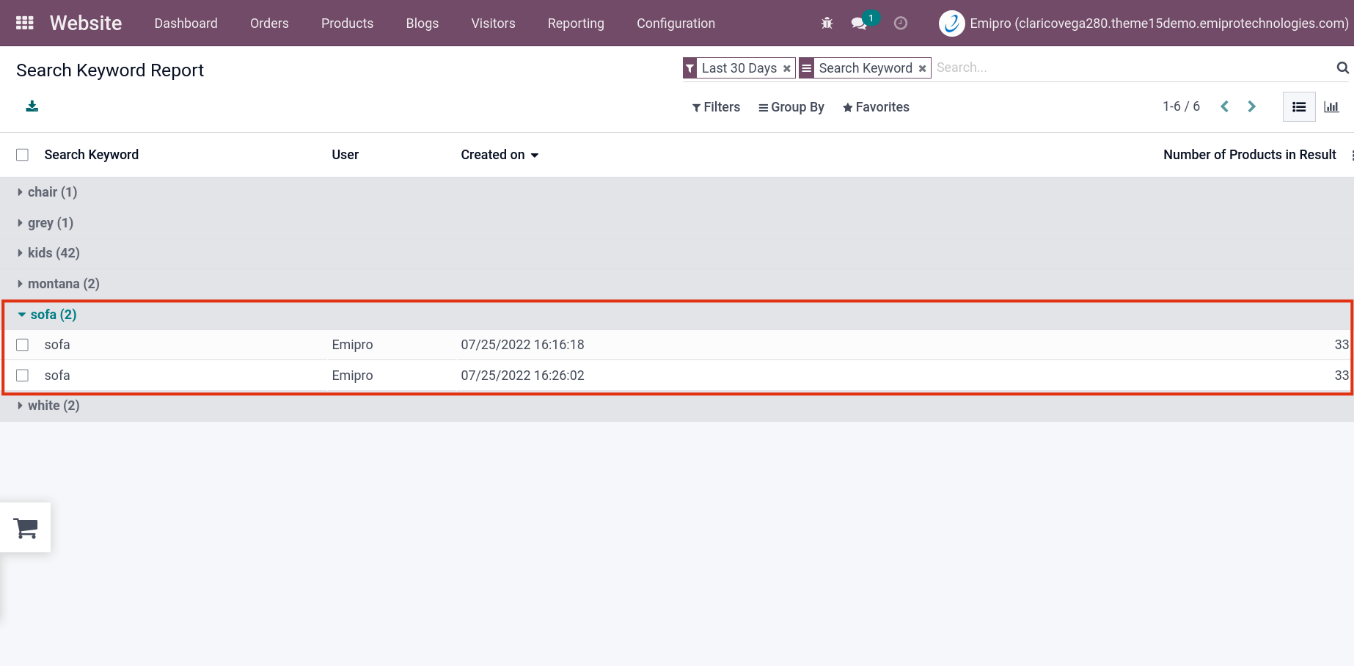 Website Dashboard Orders Products Blogs Visitors Reporting Configuration 1 Emipro (claricovega280.theme15demo.emiprotechnologies.com)
Search Keyword Report Last 30 Days × Search Keyword × Search...
Filters Group By Favorites 1-6 / 6
Search Keyword User Created on Number of Products in Result
chair (1)
grey (1)
kids (42)
montana (2)
sofa (2)
sofa Emipro 07/25/2022 16:16:18 33
sofa Emipro 07/25/2022 16:26:02 33
white (2)